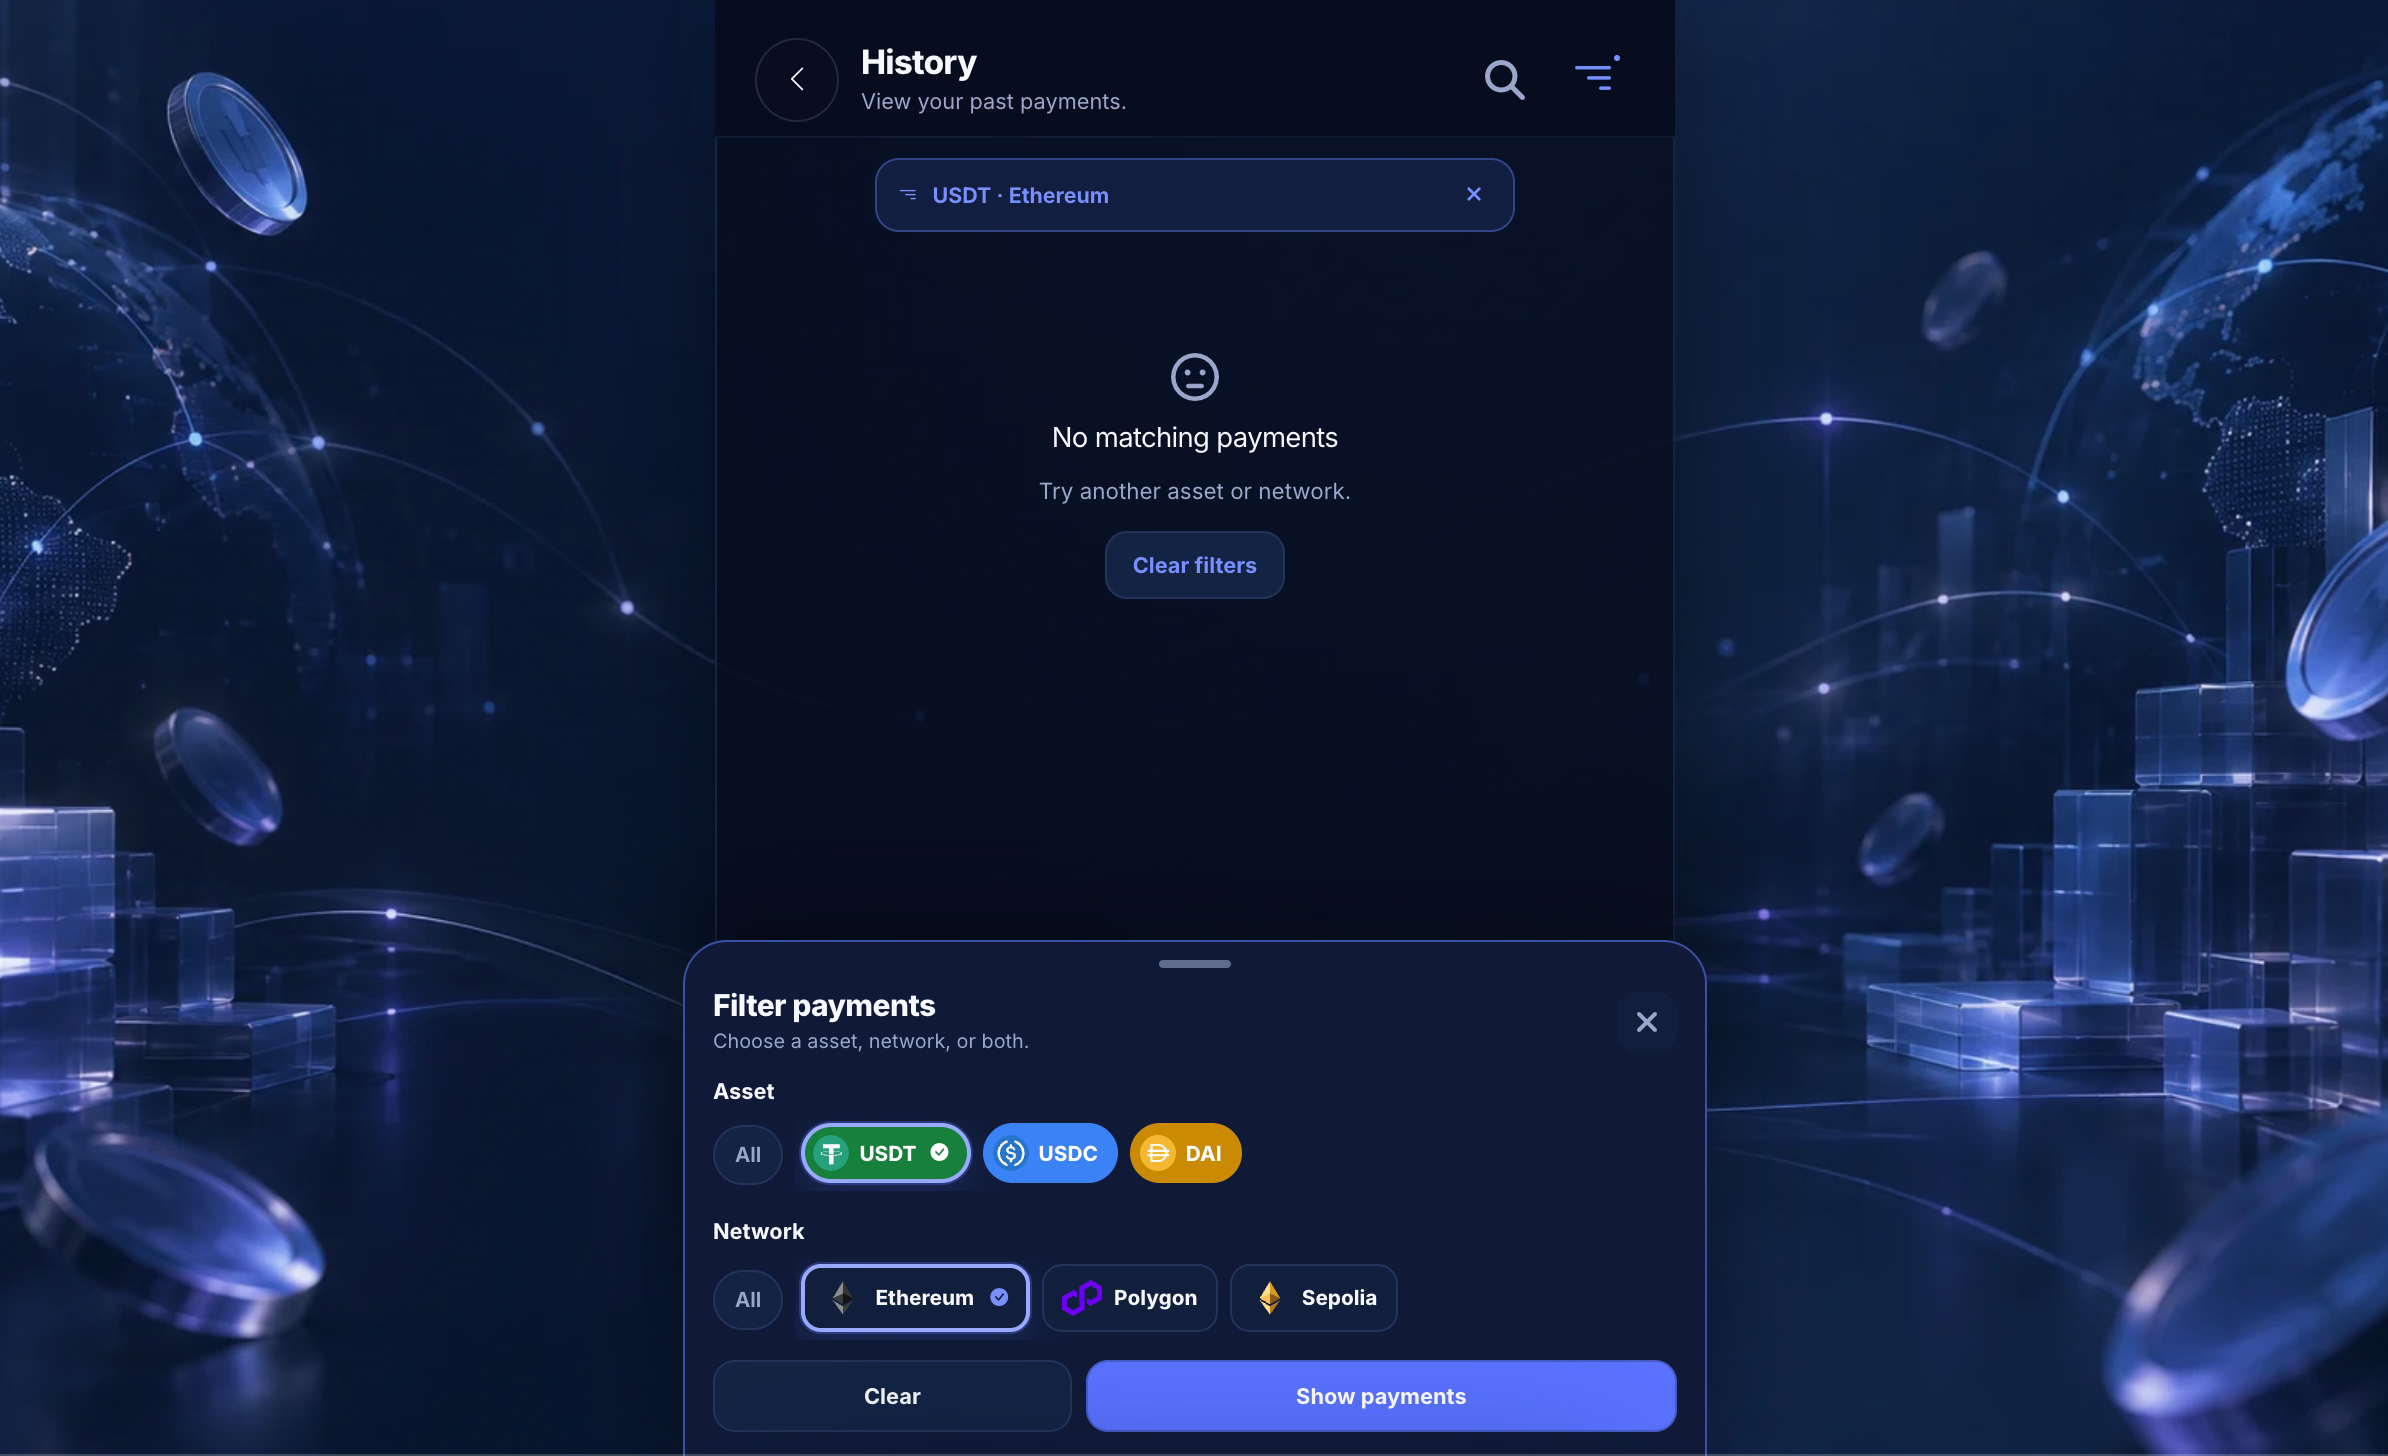 History
View your past payments.
USDT · Ethereum
No matching payments
Try another asset or network.
Clear filters
Filter payments
Choose a asset, network, or both.
Asset
All
USDT
USDC
DAI
Network
All
Ethereum
Polygon
Sepolia
Clear
Show payments